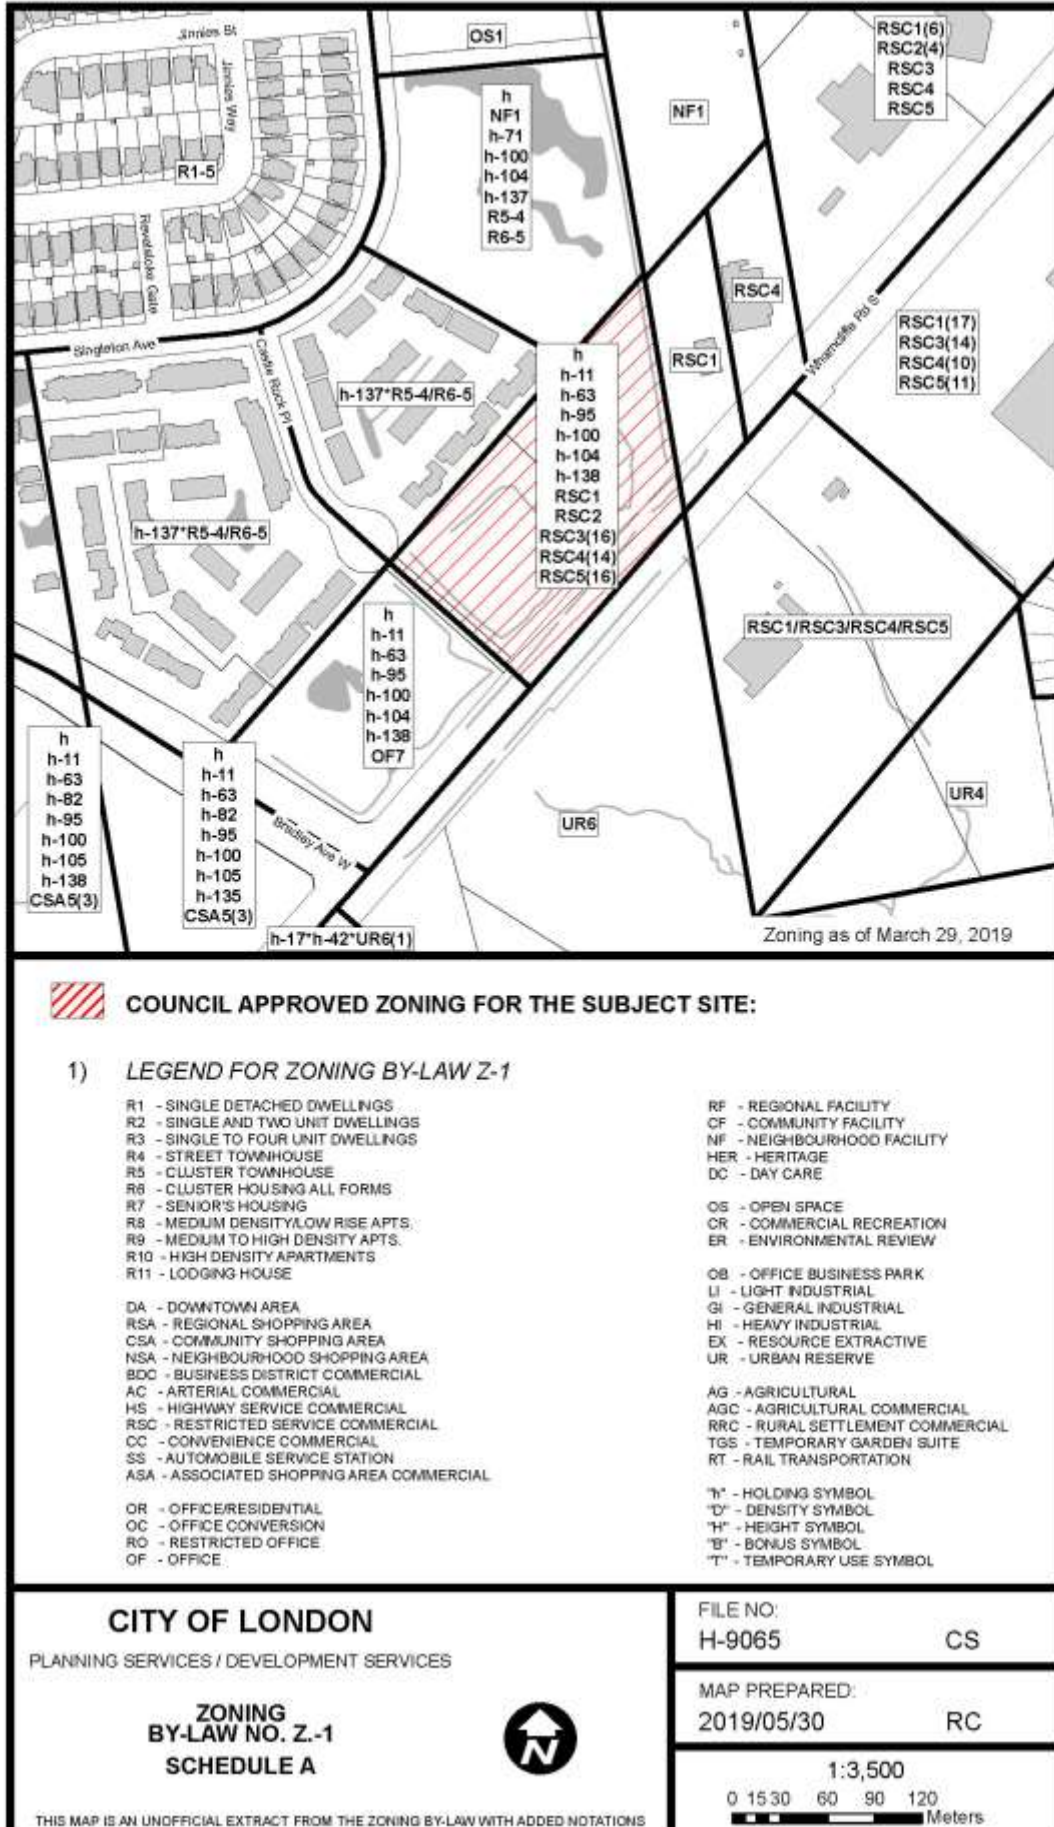 Jinnies St
OS1
RSC1(6)
RSC2(4)
RSC3
RSC4
RSC5
Jinnies Way
h
NF1
h-71
h-100
h-104
h-137
R5-4
R6-5
NF1
R1-5
Revelstoke Gate
RSC4
Singleton Ave
Castle Rock Pl
Wharncliffe Rd S
RSC1(17)
RSC3(14)
RSC4(10)
RSC5(11)
h
h-11
h-63
h-95
h-100
h-104
h-138
RSC1
RSC2
RSC3(16)
RSC4(14)
RSC5(16)
RSC1
h-137*R5-4/R6-5
h-137*R5-4/R6-5
h
h-11
h-63
h-95
h-100
h-104
h-138
OF7
RSC1/RSC3/RSC4/RSC5
h
h-11
h-63
h-82
h-95
h-100
h-105
h-138
CSA5(3)
h
h-11
h-63
h-82
h-95
h-100
h-105
h-135
CSA5(3)
Bradley Ave W
UR6
UR4
h-17*h-42*UR6(1)
Zoning as of March 29, 2019
COUNCIL APPROVED ZONING FOR THE SUBJECT SITE:
1) LEGEND FOR ZONING BY-LAW Z-1
R1 - SINGLE DETACHED DWELLINGS
R2 - SINGLE AND TWO UNIT DWELLINGS
R3 - SINGLE TO FOUR UNIT DWELLINGS
R4 - STREET TOWNHOUSE
R5 - CLUSTER TOWNHOUSE
R6 - CLUSTER HOUSING ALL FORMS
R7 - SENIOR'S HOUSING
R8 - MEDIUM DENSITY/LOW RISE APTS.
R9 - MEDIUM TO HIGH DENSITY APTS.
R10 - HIGH DENSITY APARTMENTS
R11 - LODGING HOUSE
DA - DOWNTOWN AREA
RSA - REGIONAL SHOPPING AREA
CSA - COMMUNITY SHOPPING AREA
NSA - NEIGHBOURHOOD SHOPPING AREA
BDC - BUSINESS DISTRICT COMMERCIAL
AC - ARTERIAL COMMERCIAL
HS - HIGHWAY SERVICE COMMERCIAL
RSC - RESTRICTED SERVICE COMMERCIAL
CC - CONVENIENCE COMMERCIAL
SS - AUTOMOBILE SERVICE STATION
ASA - ASSOCIATED SHOPPING AREA COMMERCIAL
OR - OFFICE/RESIDENTIAL
OC - OFFICE CONVERSION
RO - RESTRICTED OFFICE
OF - OFFICE
RF - REGIONAL FACILITY
CF - COMMUNITY FACILITY
NF - NEIGHBOURHOOD FACILITY
HER - HERITAGE
DC - DAY CARE
OS - OPEN SPACE
CR - COMMERCIAL RECREATION
ER - ENVIRONMENTAL REVIEW
OB - OFFICE BUSINESS PARK
LI - LIGHT INDUSTRIAL
GI - GENERAL INDUSTRIAL
HI - HEAVY INDUSTRIAL
EX - RESOURCE EXTRACTIVE
UR - URBAN RESERVE
AG - AGRICULTURAL
AGC - AGRICULTURAL COMMERCIAL
RRC - RURAL SETTLEMENT COMMERCIAL
TGS - TEMPORARY GARDEN SUITE
RT - RAIL TRANSPORTATION
"h" - HOLDING SYMBOL
"D" - DENSITY SYMBOL
"H" - HEIGHT SYMBOL
"B" - BONUS SYMBOL
"T" - TEMPORARY USE SYMBOL
CITY OF LONDON
PLANNING SERVICES / DEVELOPMENT SERVICES
ZONING
BY-LAW NO. Z.-1
SCHEDULE A
N
THIS MAP IS AN UNOFFICIAL EXTRACT FROM THE ZONING BY-LAW WITH ADDED NOTATIONS
FILE NO:
H-9065 CS
MAP PREPARED:
2019/05/30 RC
1:3,500
0 15 30 60 90 120
Meters